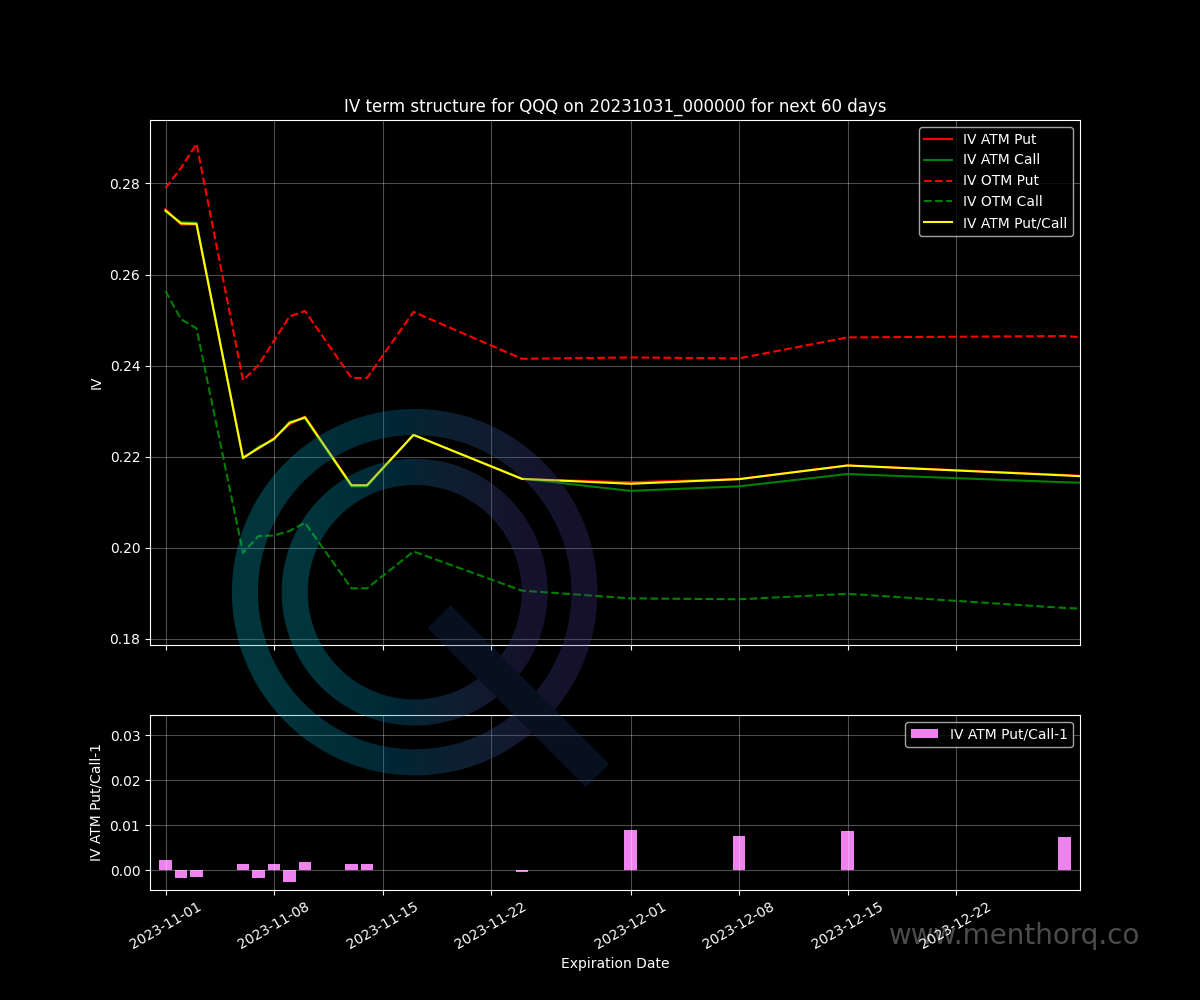 IV term structure for QQQ on 20231031_000000 for next 60 days
IV ATM Put
IV ATM Call
IV OTM Put
IV OTM Call
IV ATM Put/Call
IV
0.28
0.26
0.24
0.22
0.20
0.18
IV ATM Put/Call-1
IV ATM Put/Call-1
0.03
0.02
0.01
0.00
2023-11-01
2023-11-08
2023-11-15
2023-11-22
2023-12-01
2023-12-08
2023-12-15
2023-12-22
www.menthorq.co
Expiration Date